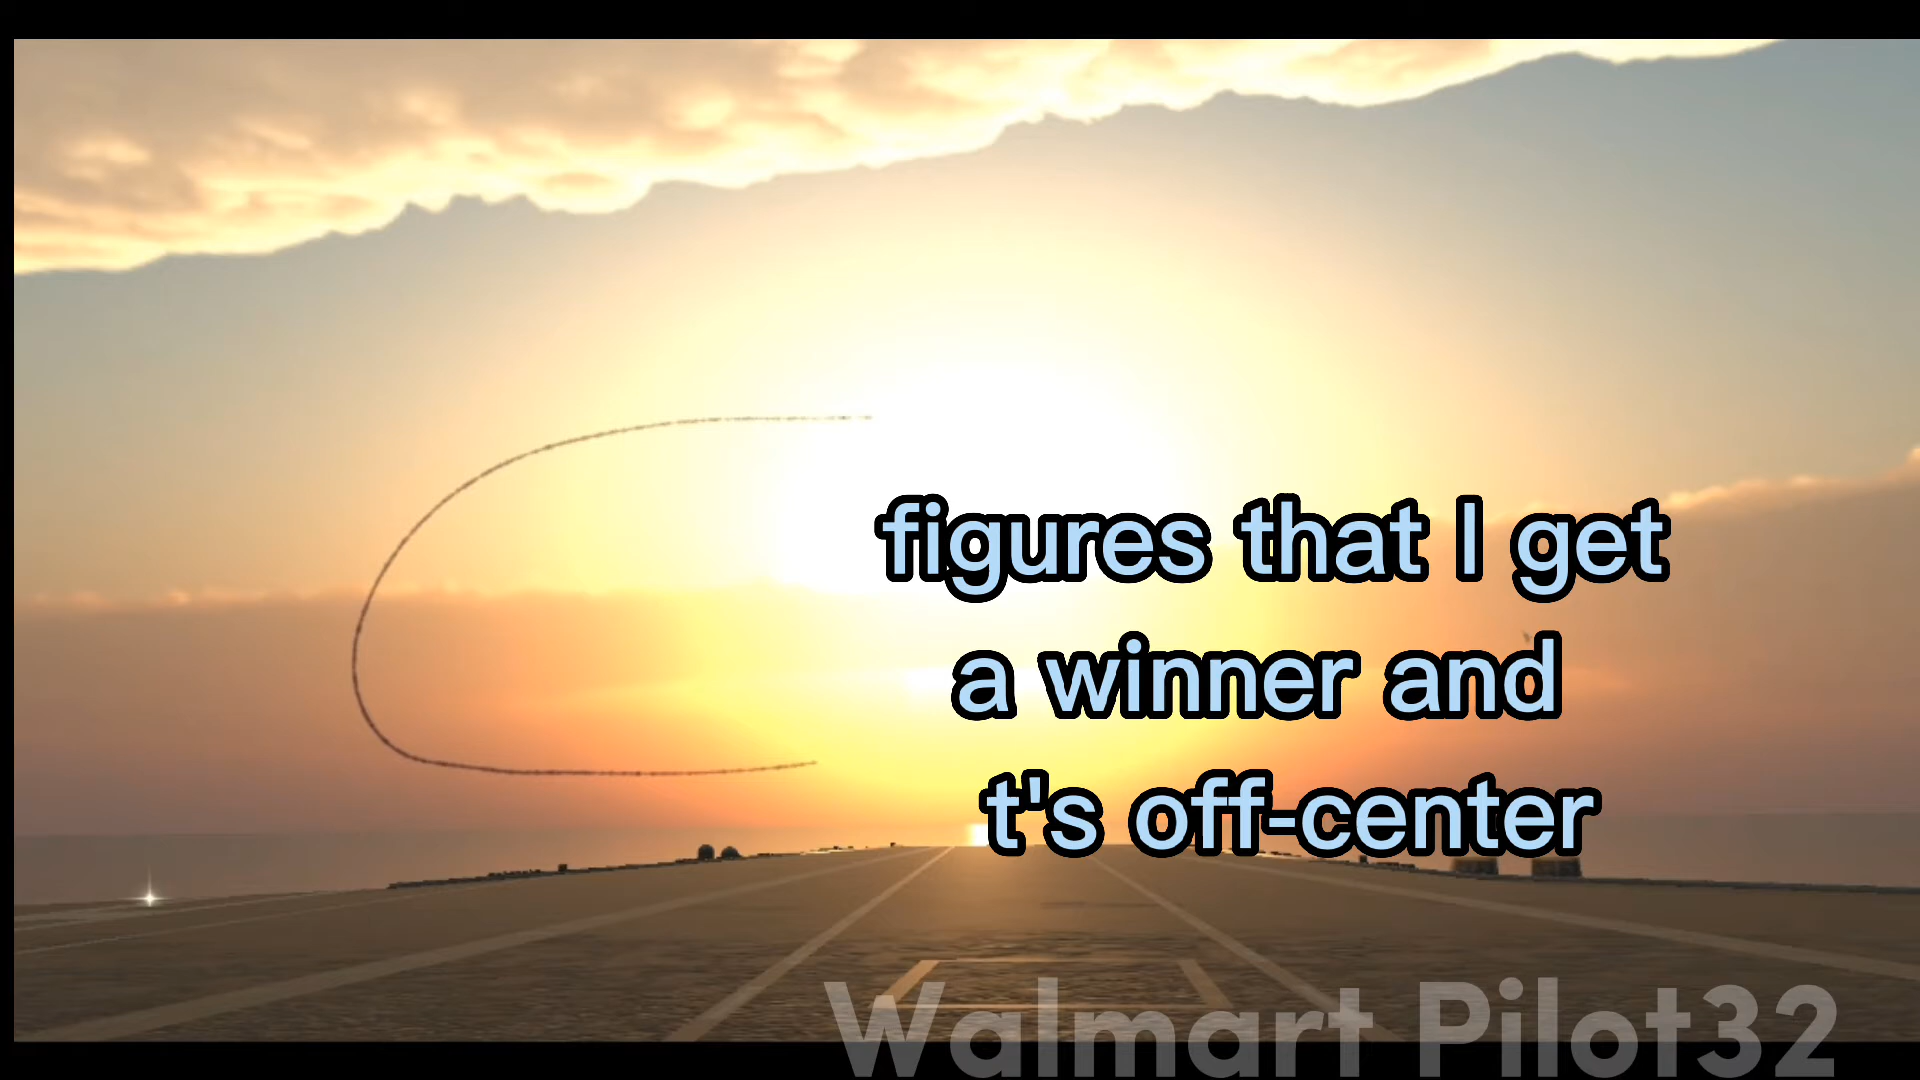 figures that I get
a winner and
t's off-center
Walmart Pilot32